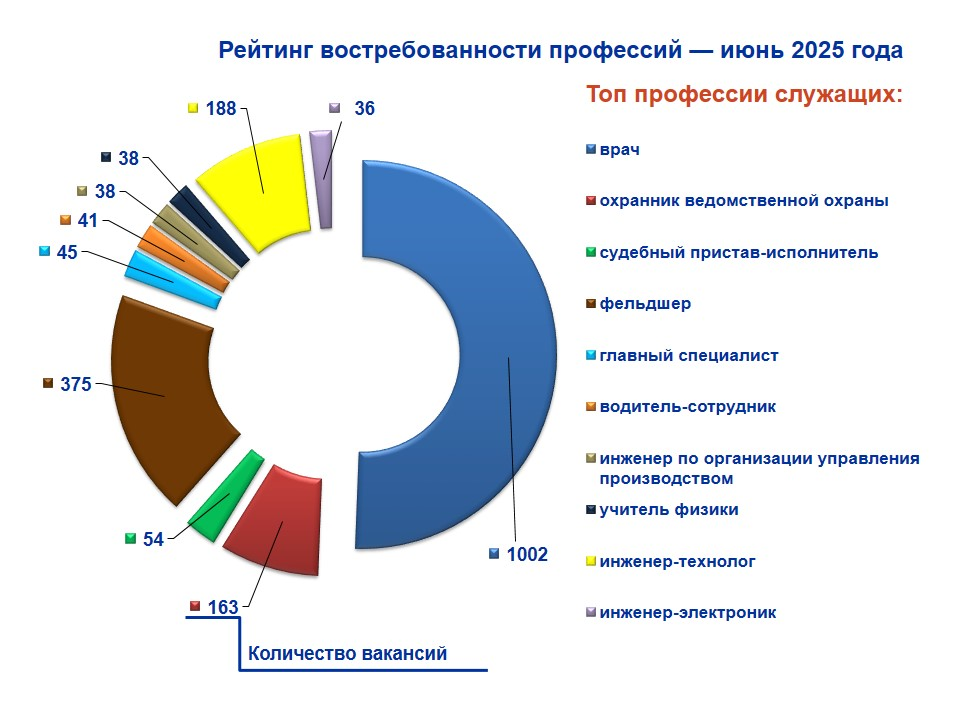 Рейтинг востребованности профессий — июнь 2025 года
Топ профессии служащих:
188
36
38
38
41
45
375
54
163
1002
врач
охранник ведомственной охраны
судебный пристав-исполнитель
фельдшер
главный специалист
водитель-сотрудник
инженер по организации управления
производством
учитель физики
инженер-технолог
инженер-электроник
Количество вакансий